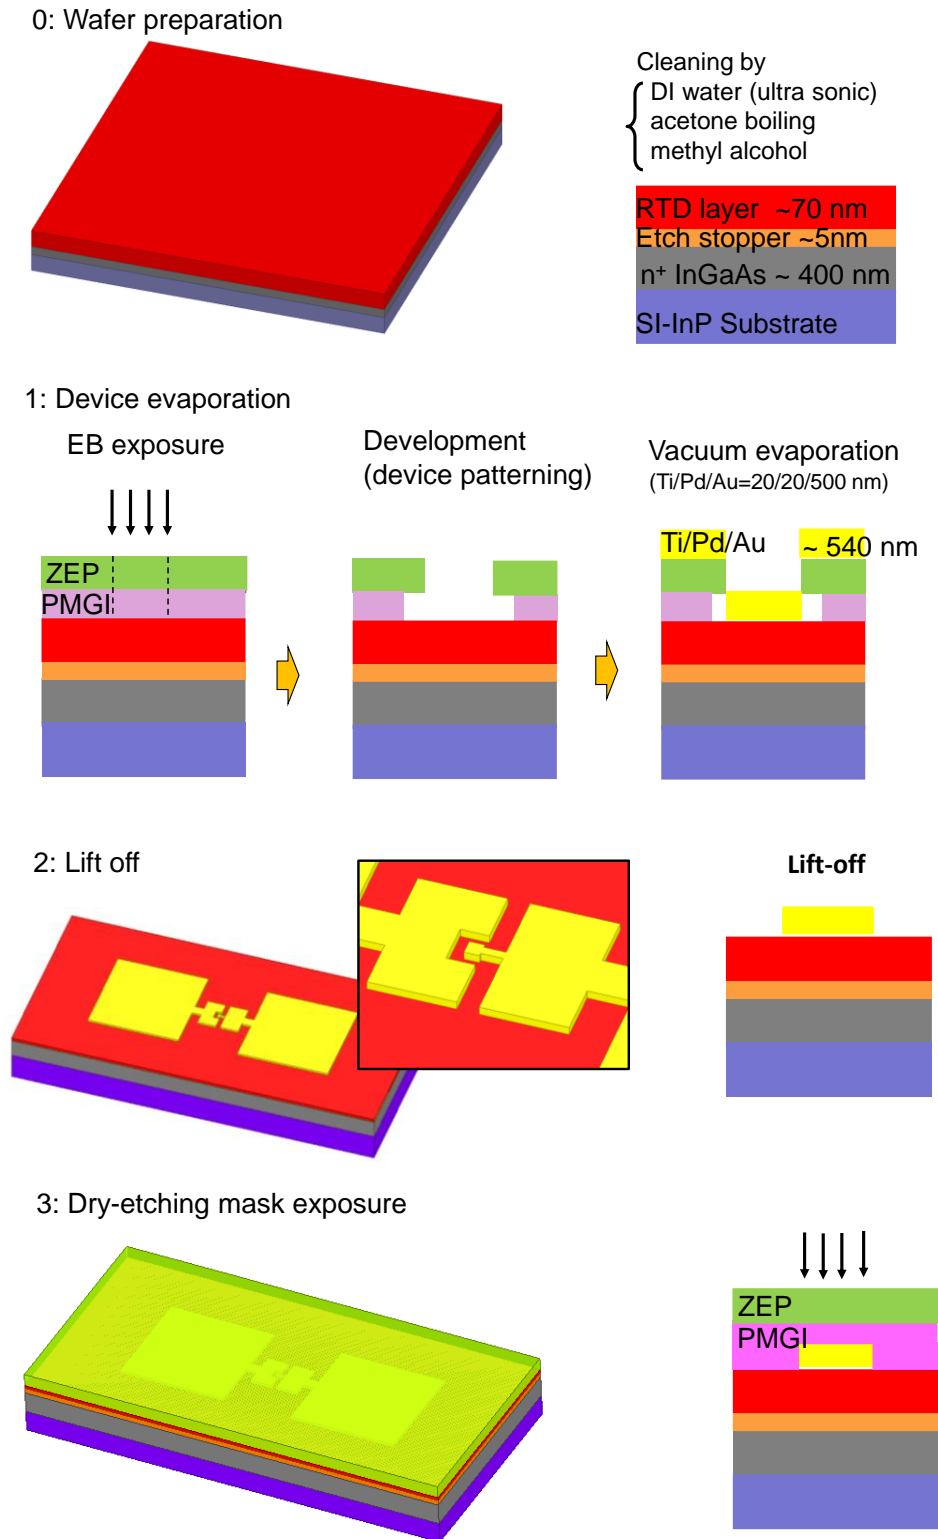 0: Wafer preparation
Cleaning by
DI water (ultra sonic)
acetone boiling
methyl alcohol
RTD layer ~70 nm
Etch stopper ~5nm
n⁺ InGaAs ~ 400 nm
SI-InP Substrate
1: Device evaporation
EB exposure
Development
(device patterning)
Vacuum evaporation
(Ti/Pd/Au=20/20/500 nm)
ZEP
PMGI
Ti/Pd/Au ~ 540 nm
2: Lift off
Lift-off
3: Dry-etching mask exposure
ZEP
PMGI